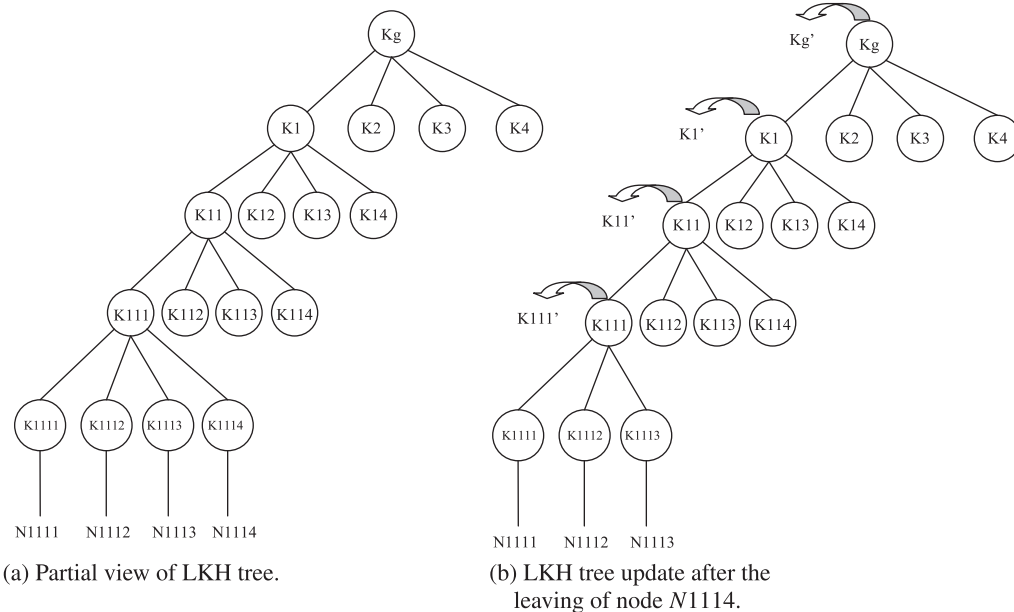 Kg
K1 K2 K3 K4
K11 K12 K13 K14
K111 K112 K113 K114
K1111 K1112 K1113 K1114
N1111 N1112 N1113 N1114
(a) Partial view of LKH tree.
Kg’ Kg
K1’ K1 K2 K3 K4
K11’ K11 K12 K13 K14
K111’ K111 K112 K113 K114
K1111 K1112 K1113
N1111 N1112 N1113
(b) LKH tree update after the
leaving of node N1114.